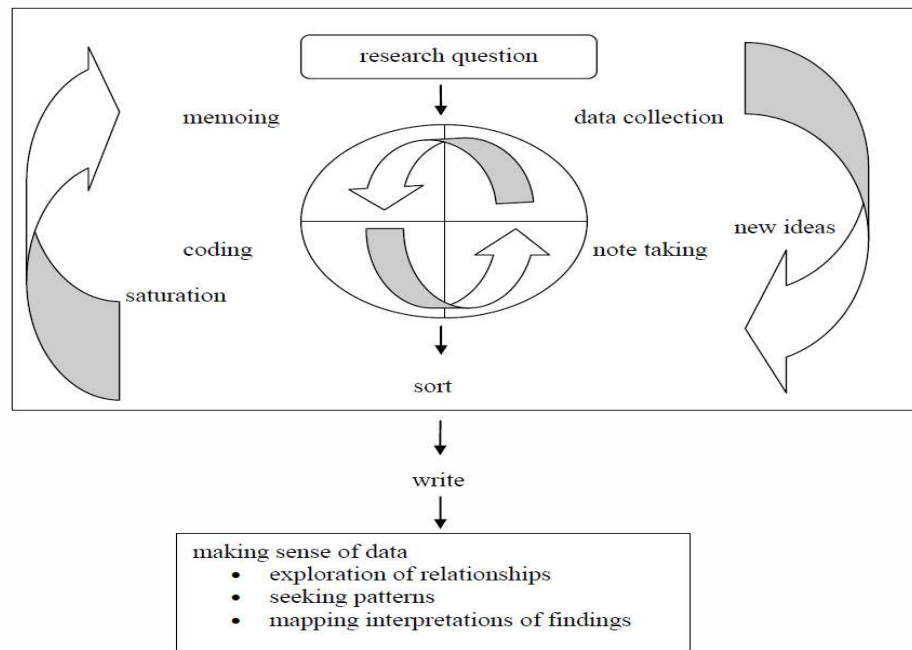 research question
memoing
data collection
coding
note taking
new ideas
saturation
sort
write
making sense of data
• exploration of relationships
• seeking patterns
• mapping interpretations of findings